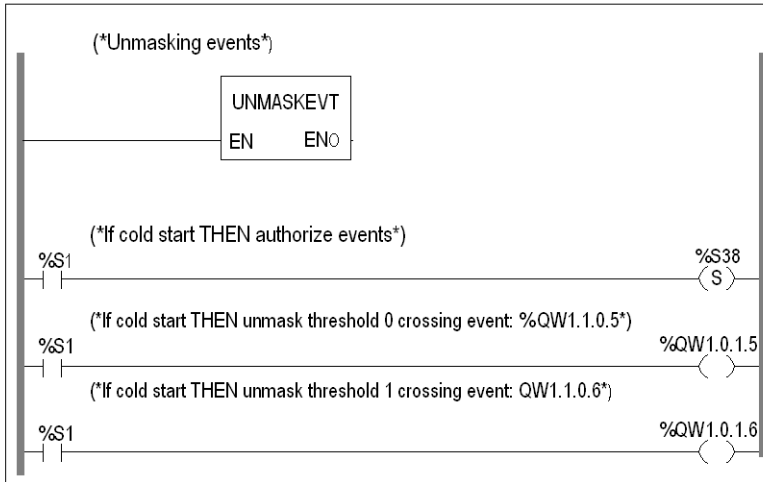 (*Unmasking events*)
UNMASKEVT
EN ENO
(*If cold start THEN authorize events*)
%S1 %S38
S
(*If cold start THEN unmask threshold 0 crossing event: %QW1.1.0.5*)
%S1 %QW1.0.1.5
(*If cold start THEN unmask threshold 1 crossing event: QW1.1.0.6*)
%S1 %QW1.0.1.6